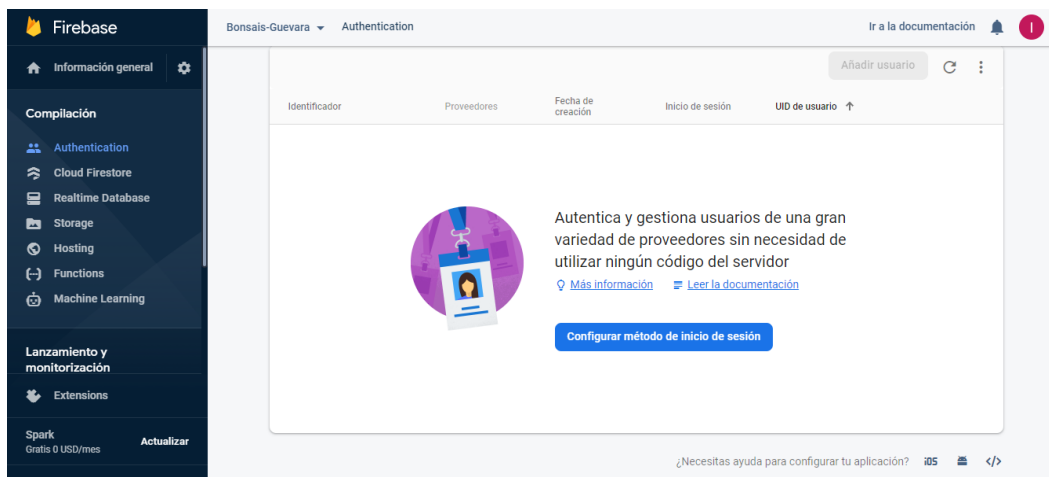 Firebase
Bonsais-Guevara
Authentication
Ir a la documentación
I
Información general
Compilación
Authentication
Cloud Firestore
Realtime Database
Storage
Hosting
Functions
Machine Learning
Lanzamiento y
monitorización
Extensions
Spark
Gratis 0 USD/mes
Actualizar
Añadir usuario
Identificador
Proveedores
Fecha de
creación
Inicio de sesión
UID de usuario
Autentica y gestiona usuarios de una gran
variedad de proveedores sin necesidad de
utilizar ningún código del servidor
Más información
Leer la documentación
Configurar método de inicio de sesión
¿Necesitas ayuda para configurar tu aplicación?
iOS